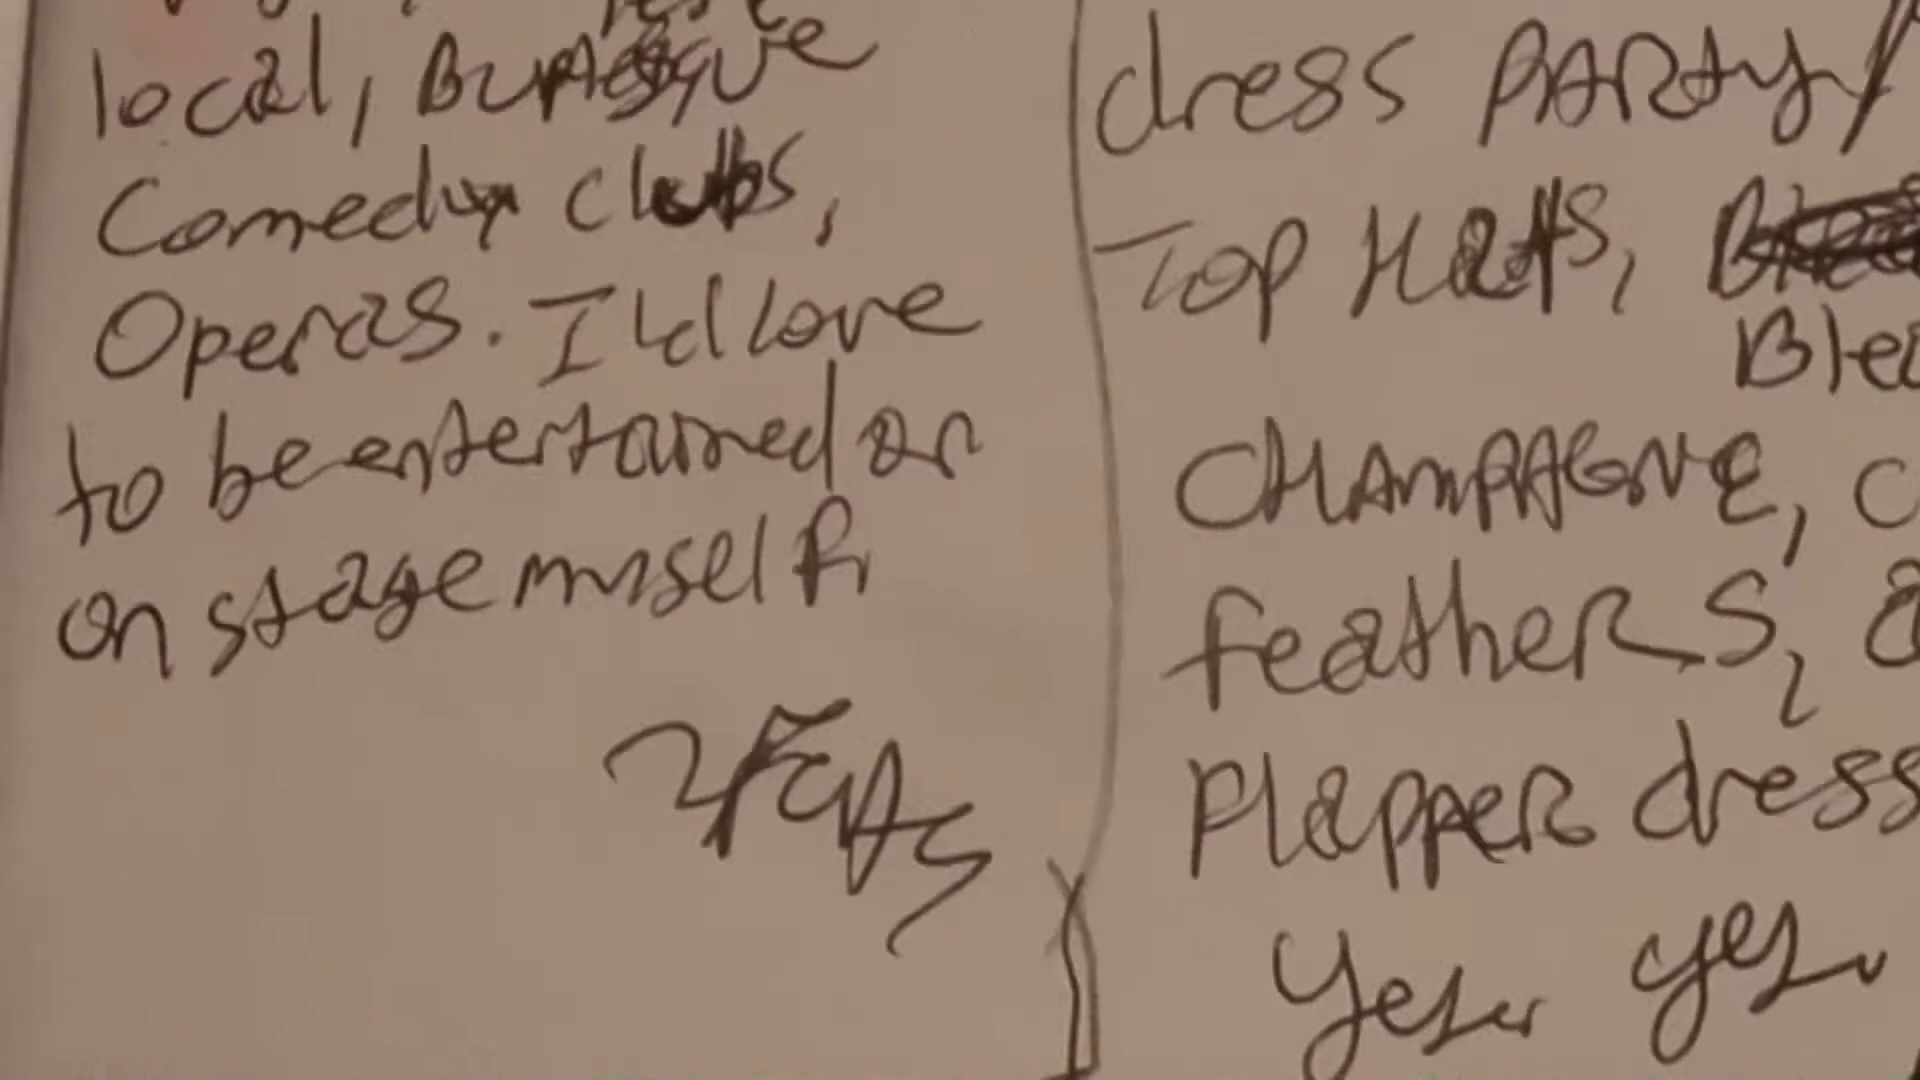 local, Burlesque
Comedy clubs,
Operas. I'd love
to be entertained or
on stage myself
dress PARty/
Top HatS,
Blec
CHAMPAGNE, C
feathers, a
Flapper dress
Yes yes